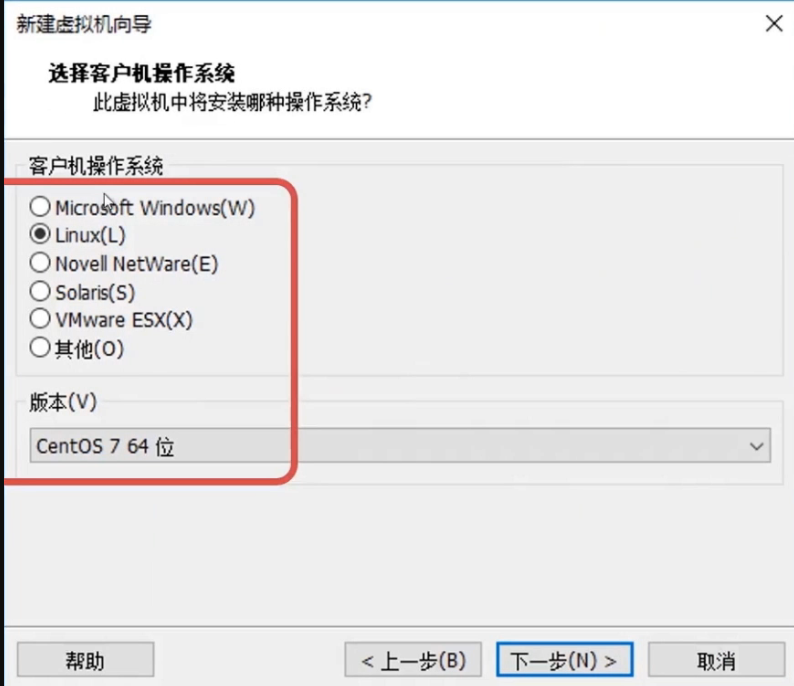 新建虚拟机向导
选择客户机操作系统
此虚拟机中将安装哪种操作系统?
客户机操作系统
Microsoft Windows(W)
Linux(L)
Novell NetWare(E)
Solaris(S)
VMware ESX(X)
其他(O)
版本(V)
CentOS 7 64 位
帮助
< 上一步(B)
下一步(N) >
取消